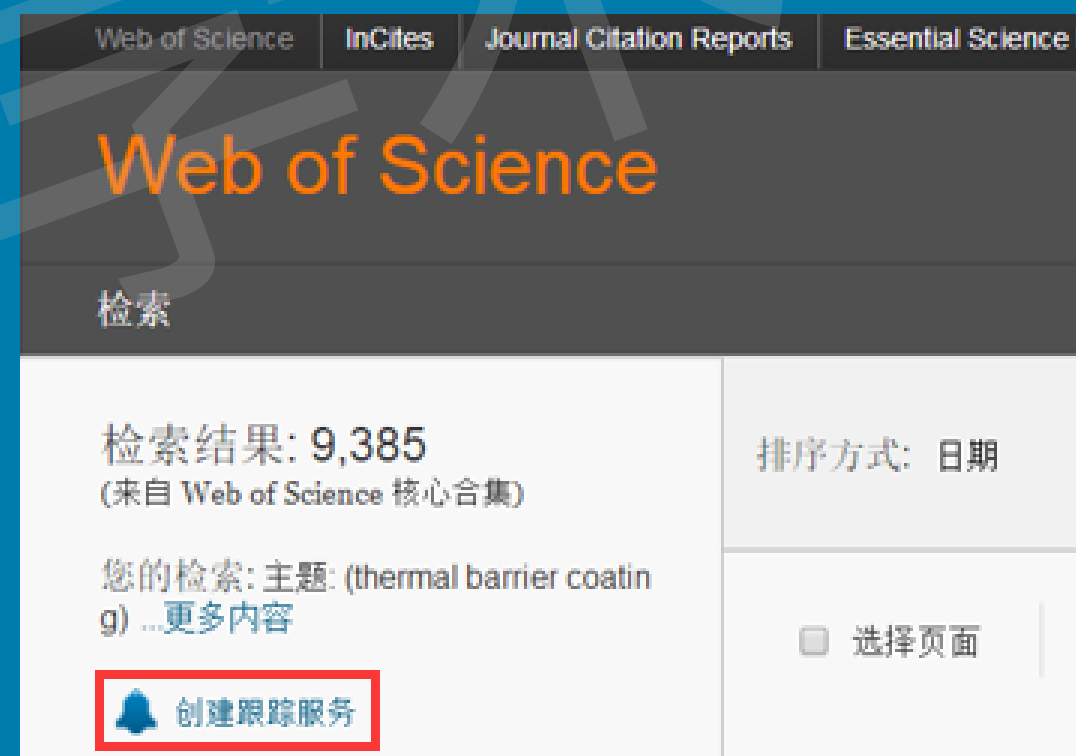 Web of Science InCites Journal Citation Reports Essential Science
Web of Science
检索
检索结果: 9,385
(来自 Web of Science 核心合集)
您的检索: 主题: (thermal barrier coatin
g) ...更多内容
创建跟踪服务
排序方式: 日期
选择页面